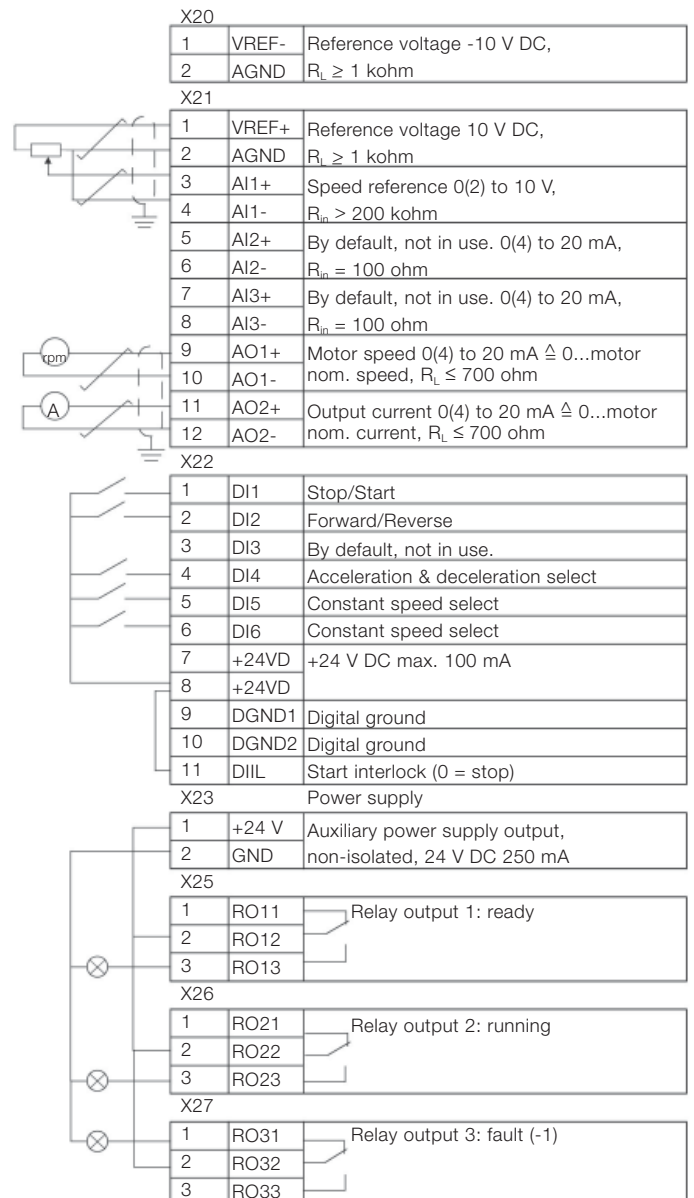 X20
1 VREF- Reference voltage -10 V DC,
2 AGND R_L ≥ 1 kohm
X21
1 VREF+ Reference voltage 10 V DC,
2 AGND R_L ≥ 1 kohm
3 AI1+ Speed reference 0(2) to 10 V,
4 AI1- R_in > 200 kohm
5 AI2+ By default, not in use. 0(4) to 20 mA,
6 AI2- R_in = 100 ohm
7 AI3+ By default, not in use. 0(4) to 20 mA,
8 AI3- R_in = 100 ohm
rpm 9 AO1+ Motor speed 0(4) to 20 mA ≙ 0...motor
10 AO1- nom. speed, R_L ≤ 700 ohm
A 11 AO2+ Output current 0(4) to 20 mA ≙ 0...motor
12 AO2- nom. current, R_L ≤ 700 ohm
X22
1 DI1 Stop/Start
2 DI2 Forward/Reverse
3 DI3 By default, not in use.
4 DI4 Acceleration & deceleration select
5 DI5 Constant speed select
6 DI6 Constant speed select
7 +24VD +24 V DC max. 100 mA
8 +24VD
9 DGND1 Digital ground
10 DGND2 Digital ground
11 DIIL Start interlock (0 = stop)
X23 Power supply
1 +24 V Auxiliary power supply output,
2 GND non-isolated, 24 V DC 250 mA
X25
1 RO11 Relay output 1: ready
2 RO12
3 RO13
X26
1 RO21 Relay output 2: running
2 RO22
3 RO23
X27
1 RO31 Relay output 3: fault (-1)
2 RO32
3 RO33